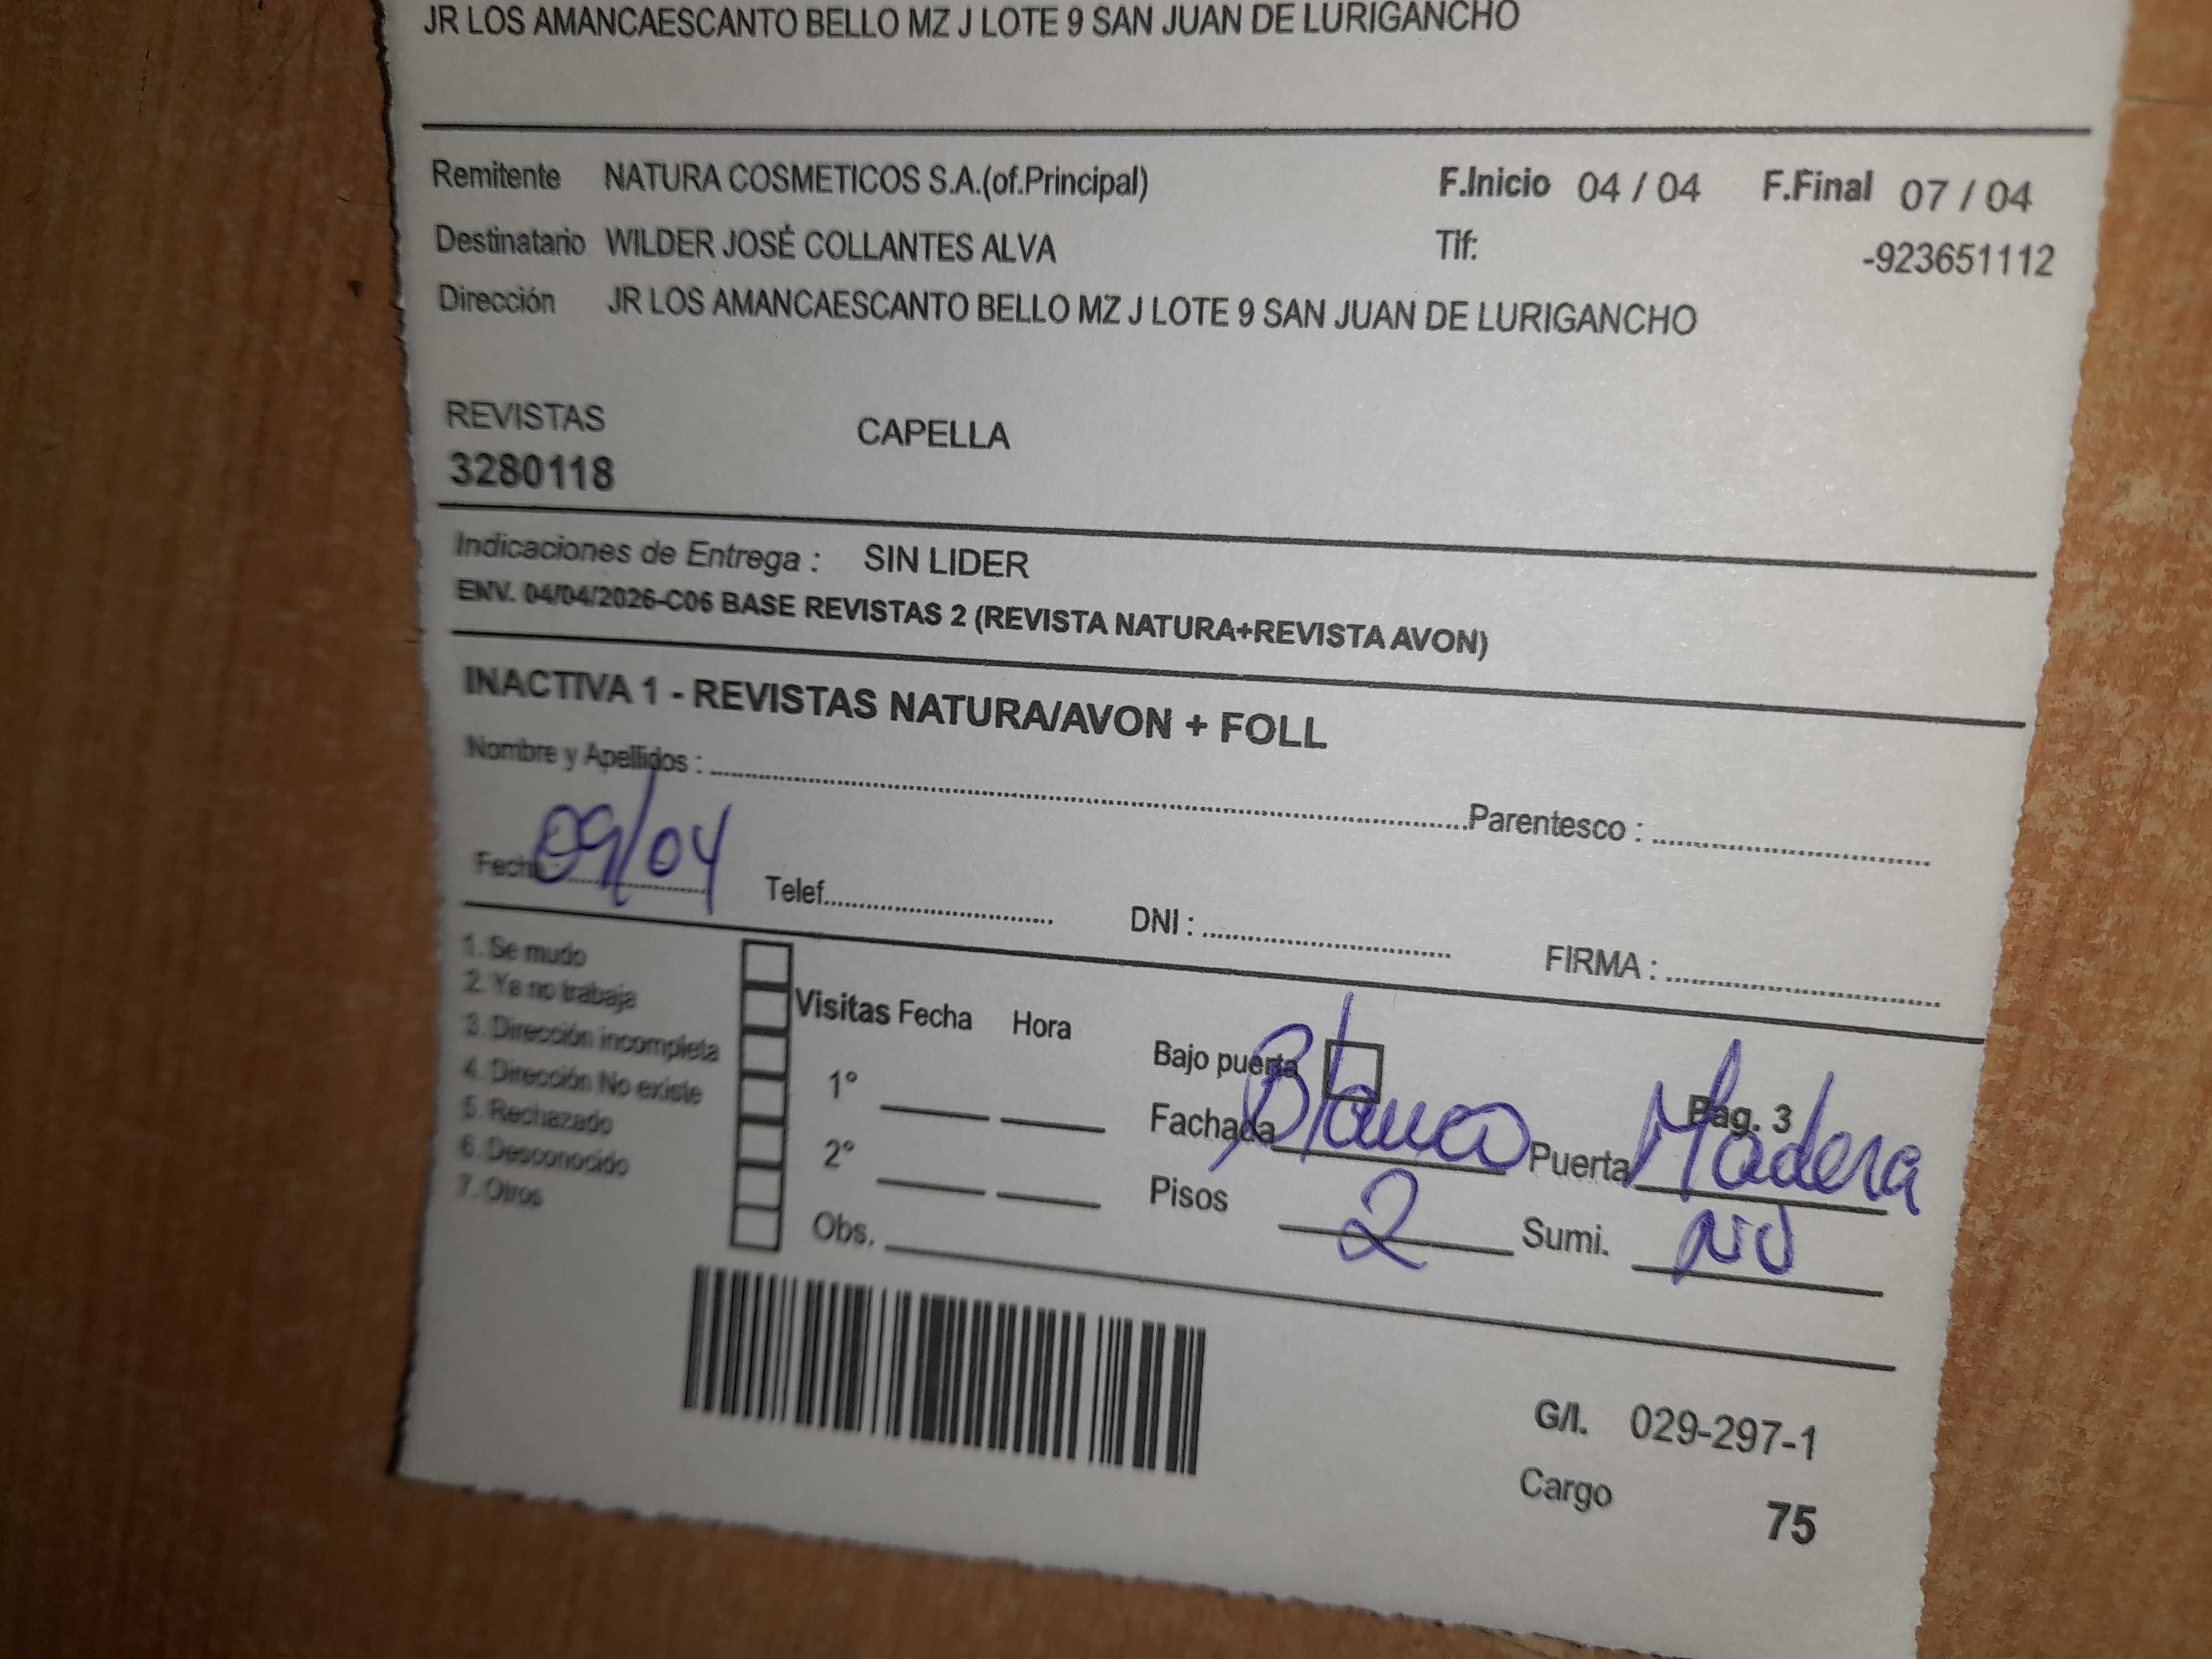 JR LOS AMANCAESCANTO BELLO MZ J LOTE 9 SAN JUAN DE LURIGANCHO
Remitente NATURA COSMETICOS S.A.(of.Principal) F.Inicio 04 / 04 F.Final 07 / 04
Destinatario WILDER JOSÉ COLLANTES ALVA Tlf: -923651112
Dirección JR LOS AMANCAESCANTO BELLO MZ J LOTE 9 SAN JUAN DE LURIGANCHO
REVISTAS CAPELLA
3280118
Indicaciones de Entrega : SIN LIDER
ENV. 04/04/2026-C06 BASE REVISTAS 2 (REVISTA NATURA+REVISTA AVON)
INACTIVA 1 - REVISTAS NATURA/AVON + FOLL
Nombre y Apellidos : Parentesco :
Fecha 09/04 Telef. DNI : FIRMA :
1. Se mudo
2. Ya no trabaja
3. Dirección incompleta
4. Dirección No existe
5. Rechazado
6. Desconocido
7. Otros
Visitas Fecha Hora
1°
2°
Obs.
Bajo puerta
Pag. 3
Fachada Blanco Puerta Madera
Pisos 2 Sumi. NO
G/I. 029-297-1
Cargo 75